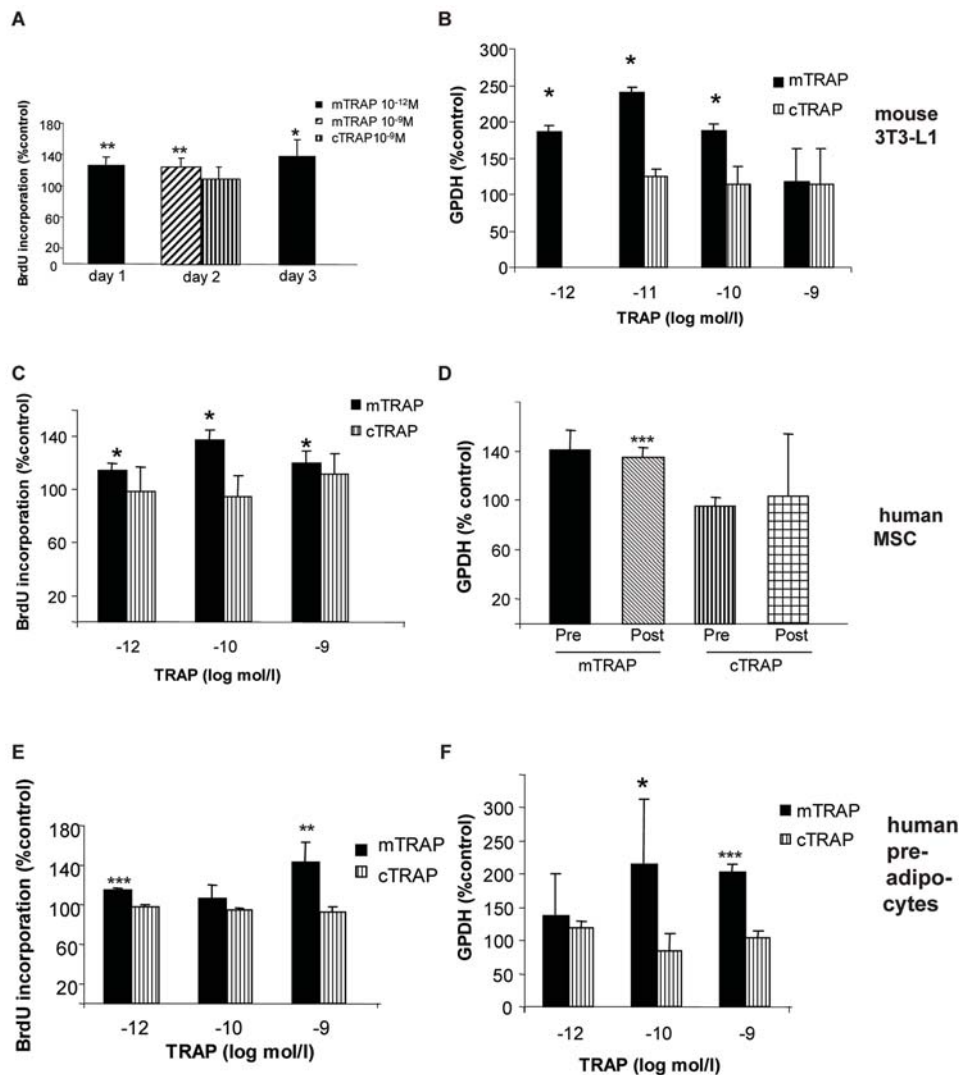 A
BrdU incorporation (%control)
180
140
100
60
20
0
** ** *
mTRAP 10-12M
mTRAP 10-9M
cTRAP10-9M
day 1 day 2 day 3
B
GPDH (%control)
300
250
200
150
100
50
0
* * *
mTRAP
cTRAP
-12 -11 -10 -9
TRAP (log mol/l)
mouse
3T3-L1
C
BrdU incorporation (%control)
140
100
60
20
* * *
mTRAP
cTRAP
-12 -10 -9
TRAP (log mol/l)
D
GPDH (% control)
140
100
60
20
***
Pre Post Pre Post
mTRAP cTRAP
human
MSC
E
BrdU incorporation (%control)
180
140
100
60
20
*** **
mTRAP
cTRAP
-12 -10 -9
TRAP (log mol/l)
F
GPDH (%control)
250
200
150
100
50
0
* ***
mTRAP
cTRAP
-12 -10 -9
TRAP (log mol/l)
human
pre-
adipo-
cytes